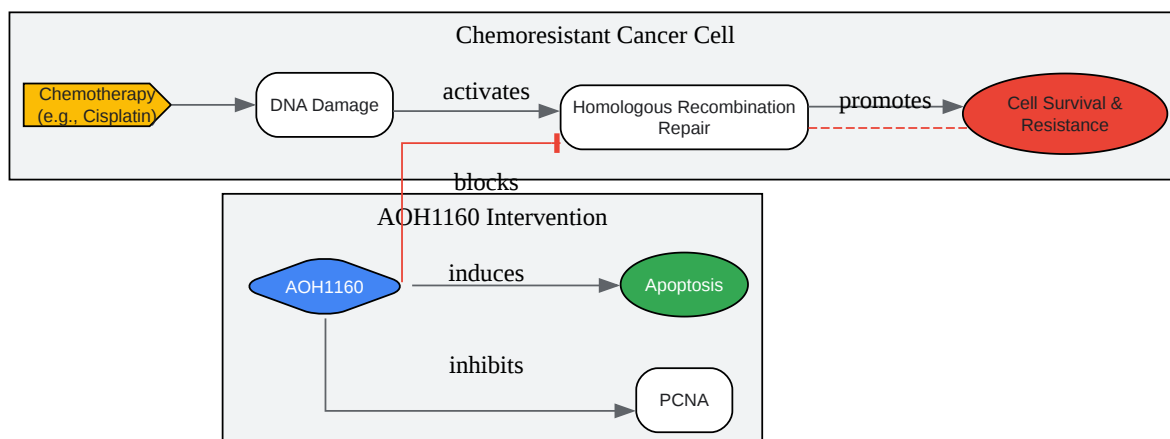 Chemoresistant Cancer Cell
Chemotherapy
(e.g., Cisplatin)
DNA Damage
activates
Homologous Recombination
Repair
promotes
Cell Survival &
Resistance
blocks
AOH1160 Intervention
AOH1160
induces
Apoptosis
inhibits
PCNA